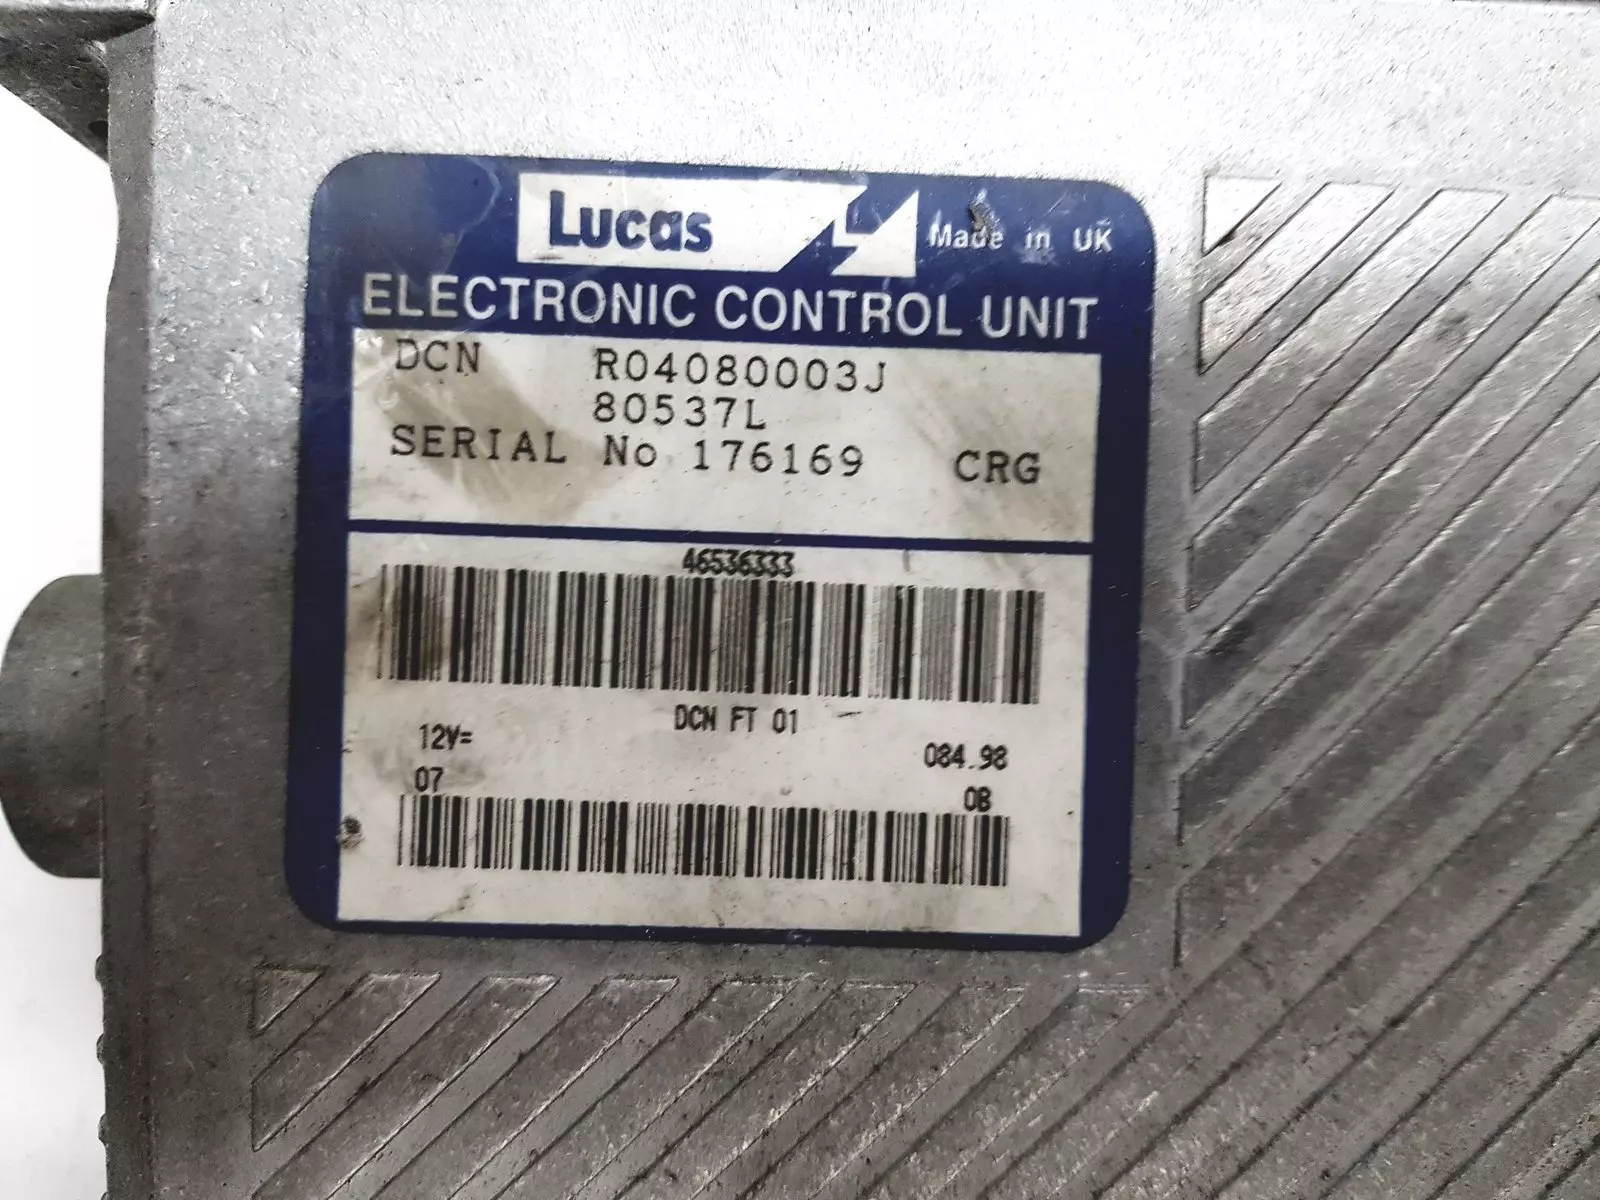 Lucas
Made in UK
ELECTRONIC CONTROL UNIT
DCN R04080003J
80537L
SERIAL No 176169 CRG
46536333
DCN FT 01
12V= 084.98
07 0B